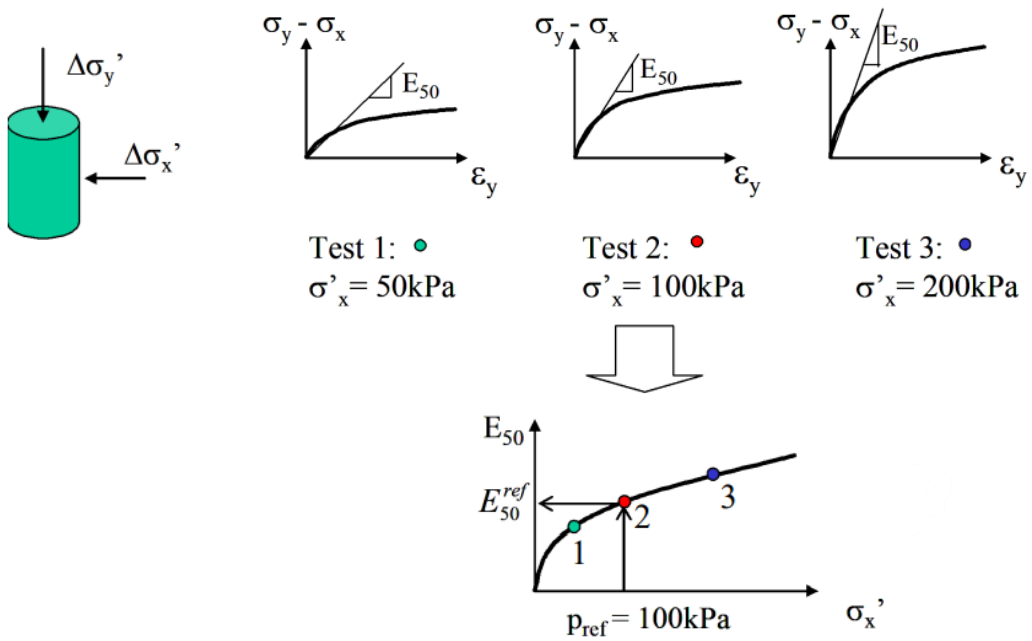 Δσy'
Δσx'
σy - σx
E50
εy
σy - σx
E50
εy
σy - σx
E50
εy
Test 1:
σ'x= 50kPa
Test 2:
σ'x= 100kPa
Test 3:
σ'x= 200kPa
E50
E50ref
1
2
3
pref = 100kPa
σx'